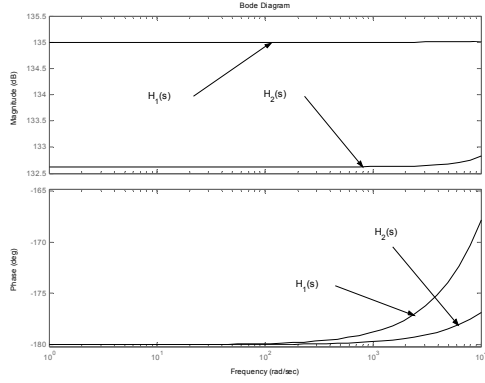 Bode Diagram
135.5
135
134.5
134
133.5
133
132.5
Magnitude (dB)
H1(s)
H2(s)
-165
-170
-175
-180
Phase (deg)
H2(s)
H1(s)
10^0
10^1
10^2
10^3
Frequency (rad/sec)